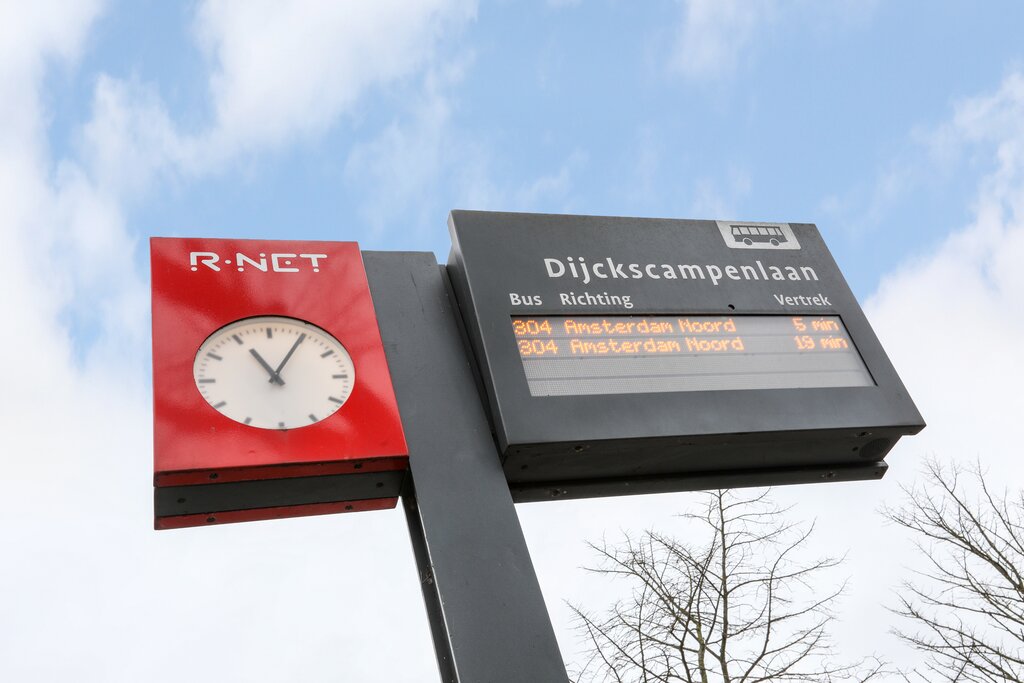 R·NET
Dijckscampenlaan
Bus Richting Vertrek
304 Amsterdam Noord 5 min
304 Amsterdam Noord 19 min